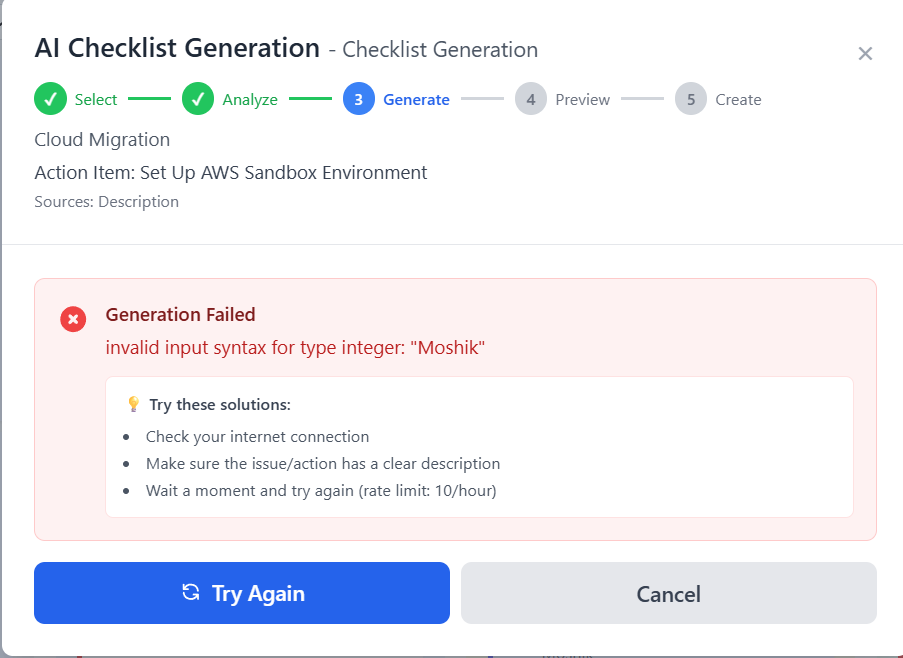 AI Checklist Generation - Checklist Generation
Select
Analyze
3 Generate
4 Preview
5 Create
Cloud Migration
Action Item: Set Up AWS Sandbox Environment
Sources: Description
Generation Failed
invalid input syntax for type integer: "Moshik"
Try these solutions:
• Check your internet connection
• Make sure the issue/action has a clear description
• Wait a moment and try again (rate limit: 10/hour)
Try Again
Cancel